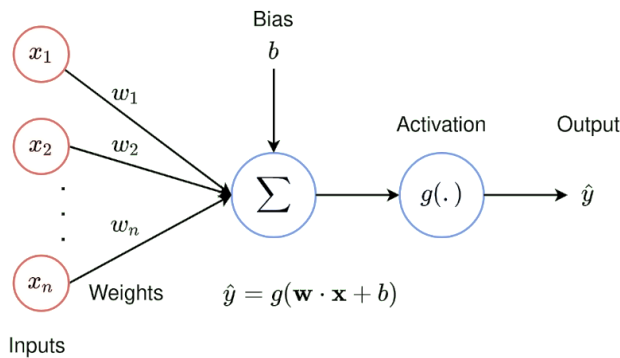 Bias
b
x₁
w₁
x₂
w₂
Activation
Output
∑
g(.)
ŷ
wₙ
xₙ
Weights
ŷ = g(w · x + b)
Inputs